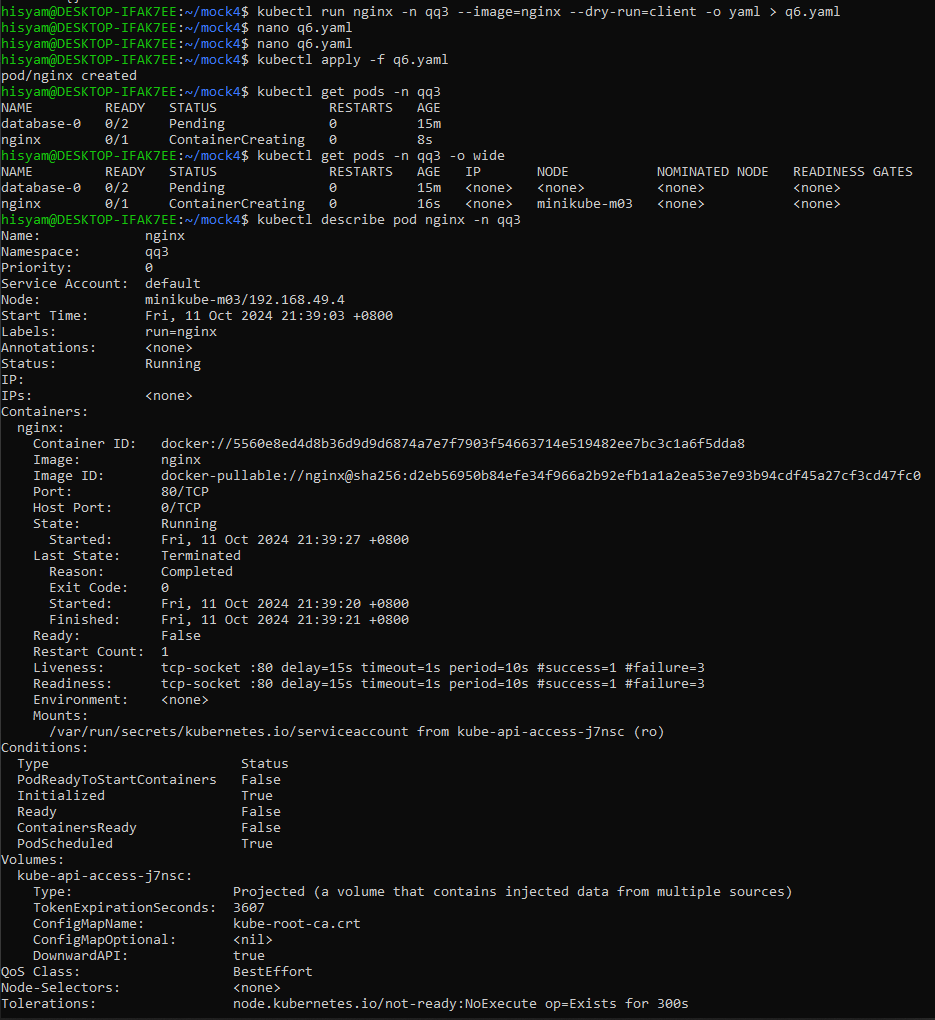 hisyam@DESKTOP-IFAK7EE:~/mock4$ kubectl run nginx -n qq3 --image=nginx --dry-run=client -o yaml > q6.yaml
hisyam@DESKTOP-IFAK7EE:~/mock4$ nano q6.yaml
hisyam@DESKTOP-IFAK7EE:~/mock4$ nano q6.yaml
hisyam@DESKTOP-IFAK7EE:~/mock4$ kubectl apply -f q6.yaml
pod/nginx created
hisyam@DESKTOP-IFAK7EE:~/mock4$ kubectl get pods -n qq3
NAME         READY   STATUS              RESTARTS   AGE
database-0   0/2     Pending             0          15m
nginx        0/1     ContainerCreating   0          8s
hisyam@DESKTOP-IFAK7EE:~/mock4$ kubectl get pods -n qq3 -o wide
NAME         READY   STATUS              RESTARTS   AGE   IP       NODE           NOMINATED NODE   READINESS GATES
database-0   0/2     Pending             0          15m   <none>   <none>         <none>           <none>
nginx        0/1     ContainerCreating   0          16s   <none>   minikube-m03   <none>           <none>
hisyam@DESKTOP-IFAK7EE:~/mock4$ kubectl describe pod nginx -n qq3
Name:             nginx
Namespace:        qq3
Priority:         0
Service Account:  default
Node:             minikube-m03/192.168.49.4
Start Time:       Fri, 11 Oct 2024 21:39:03 +0800
Labels:           run=nginx
Annotations:      <none>
Status:           Running
IP:
IPs:              <none>
Containers:
  nginx:
    Container ID:   docker://5560e8ed4d8b36d9d9d6874a7e7f7903f54663714e519482ee7bc3c1a6f5dda8
    Image:          nginx
    Image ID:       docker-pullable://nginx@sha256:d2eb56950b84efe34f966a2b92efb1a1a2ea53e7e93b94cdf45a27cf3cd47fc0
    Port:           80/TCP
    Host Port:      0/TCP
    State:          Running
      Started:      Fri, 11 Oct 2024 21:39:27 +0800
    Last State:     Terminated
      Reason:       Completed
      Exit Code:    0
      Started:      Fri, 11 Oct 2024 21:39:20 +0800
      Finished:     Fri, 11 Oct 2024 21:39:21 +0800
    Ready:          False
    Restart Count:  1
    Liveness:       tcp-socket :80 delay=15s timeout=1s period=10s #success=1 #failure=3
    Readiness:      tcp-socket :80 delay=15s timeout=1s period=10s #success=1 #failure=3
    Environment:    <none>
    Mounts:
      /var/run/secrets/kubernetes.io/serviceaccount from kube-api-access-j7nsc (ro)
Conditions:
  Type                        Status
  PodReadyToStartContainers   False
  Initialized                 True
  Ready                       False
  ContainersReady             False
  PodScheduled                True
Volumes:
  kube-api-access-j7nsc:
    Type:                    Projected (a volume that contains injected data from multiple sources)
    TokenExpirationSeconds:  3607
    ConfigMapName:           kube-root-ca.crt
    ConfigMapOptional:       <nil>
    DownwardAPI:             true
QoS Class:                   BestEffort
Node-Selectors:              <none>
Tolerations:                 node.kubernetes.io/not-ready:NoExecute op=Exists for 300s